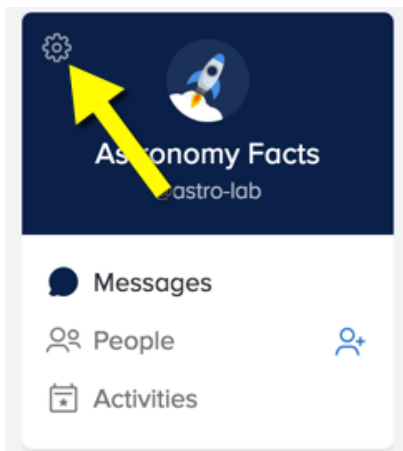 Astronomy Facts
@astro-lab
Messages
People
Activities